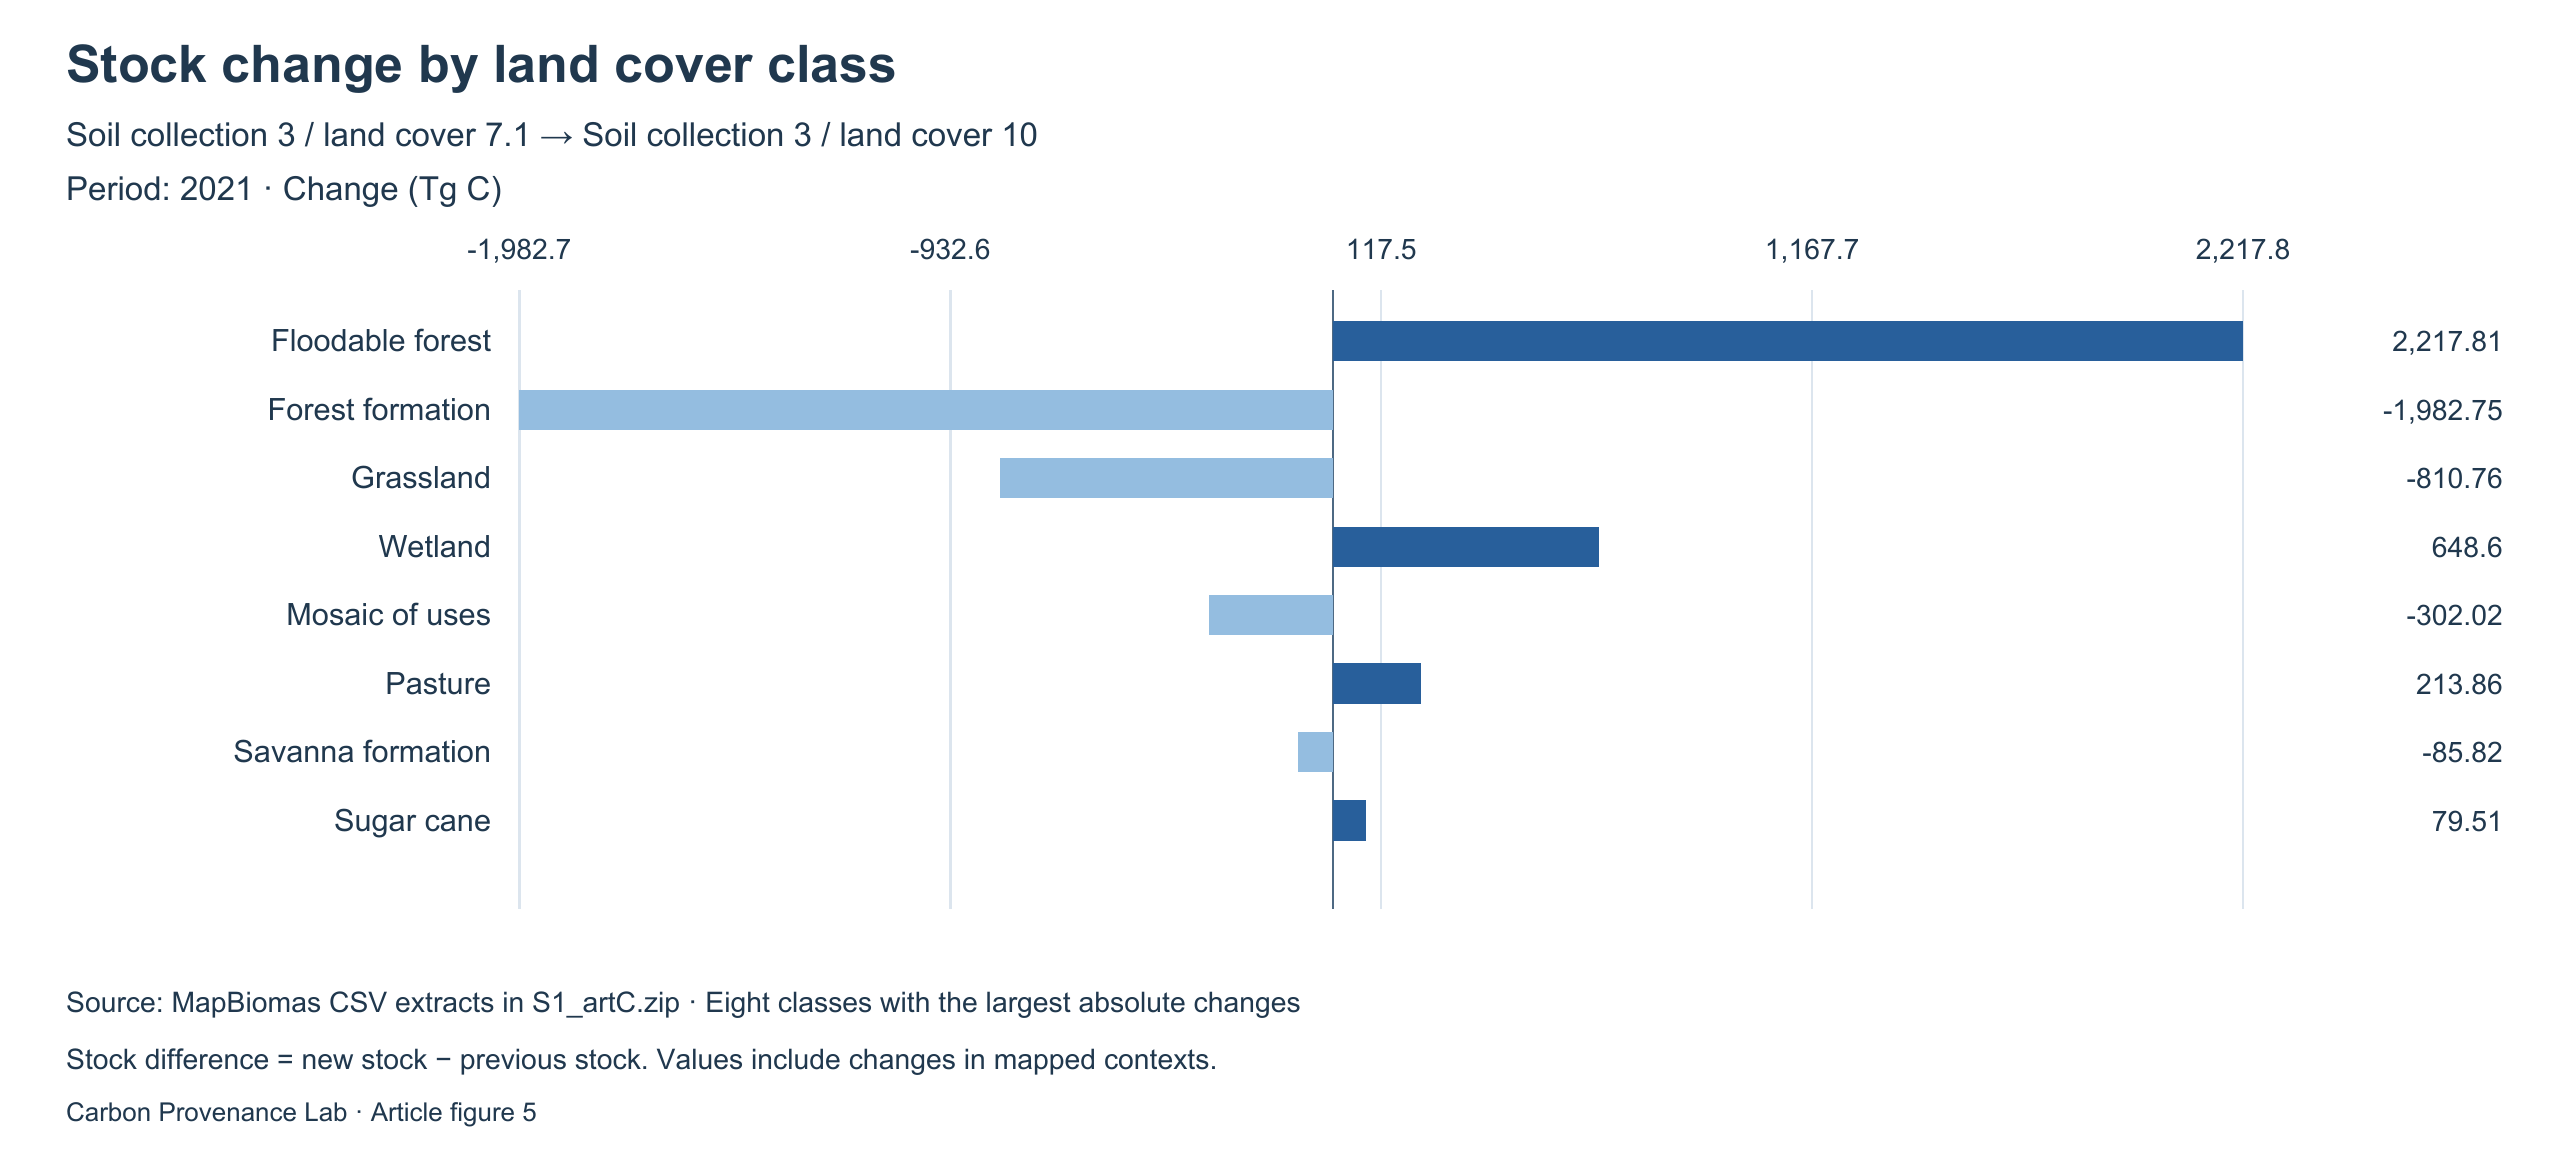 Stock change by land cover class
Soil collection 3 / land cover 7.1 → Soil collection 3 / land cover 10
Period: 2021 · Change (Tg C)
-1,982.7 -932.6 117.5 1,167.7 2,217.8
Floodable forest 2,217.81
Forest formation -1,982.75
Grassland -810.76
Wetland 648.6
Mosaic of uses -302.02
Pasture 213.86
Savanna formation -85.82
Sugar cane 79.51
Source: MapBiomas CSV extracts in S1_artC.zip · Eight classes with the largest absolute changes
Stock difference = new stock − previous stock. Values include changes in mapped contexts.
Carbon Provenance Lab · Article figure 5